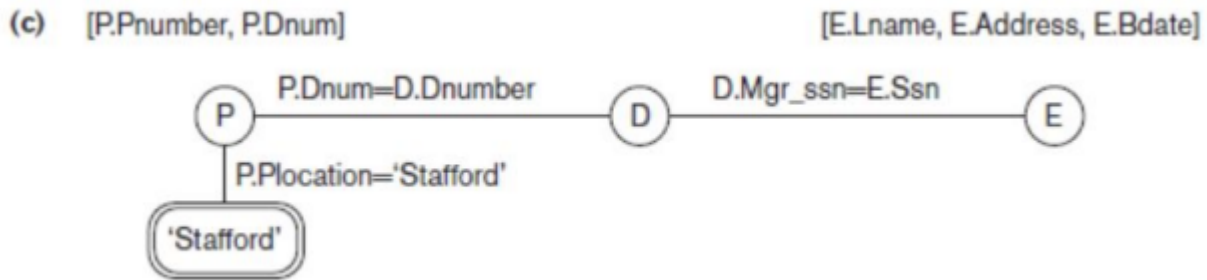 (c) [P.Pnumber, P.Dnum] [E.Lname, E.Address, E.Bdate]
P.Dnum=D.Dnumber D.Mgr_ssn=E.Ssn
P D E
P.Plocation=‘Stafford’
‘Stafford’